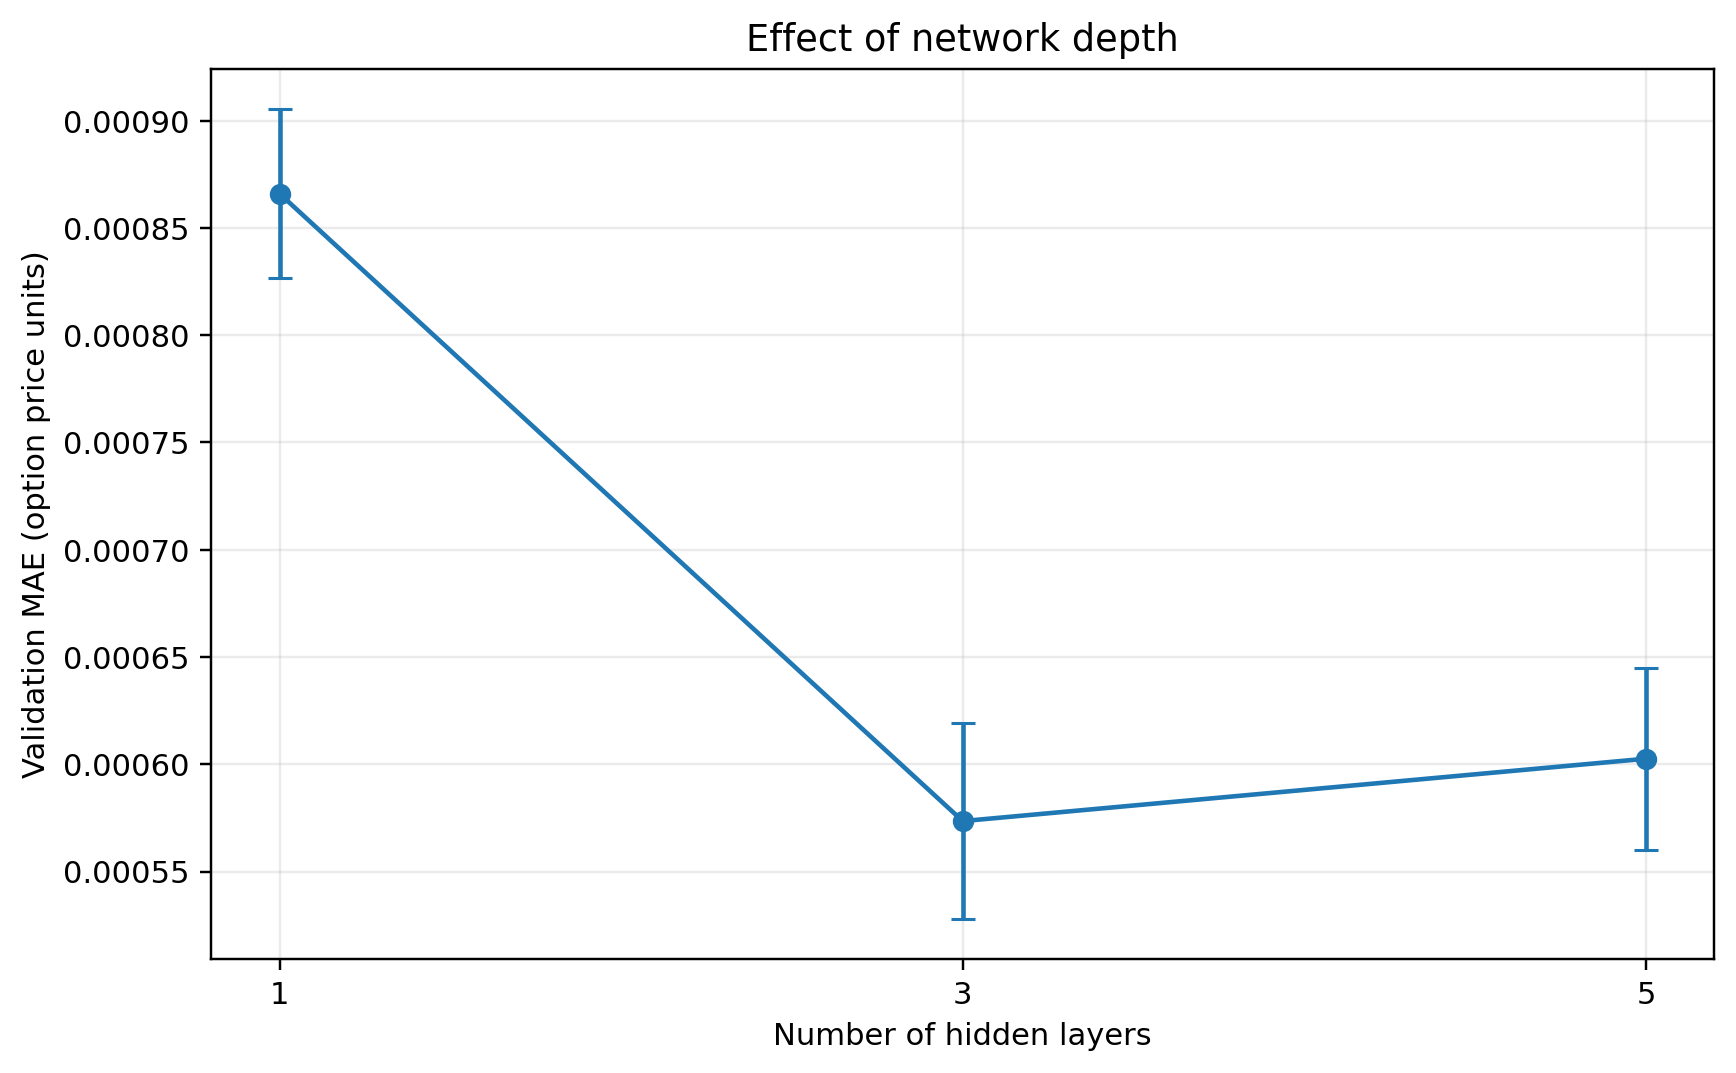 Effect of network depth
Validation MAE (option price units)
0.00090
0.00085
0.00080
0.00075
0.00070
0.00065
0.00060
0.00055
1 3 5
Number of hidden layers